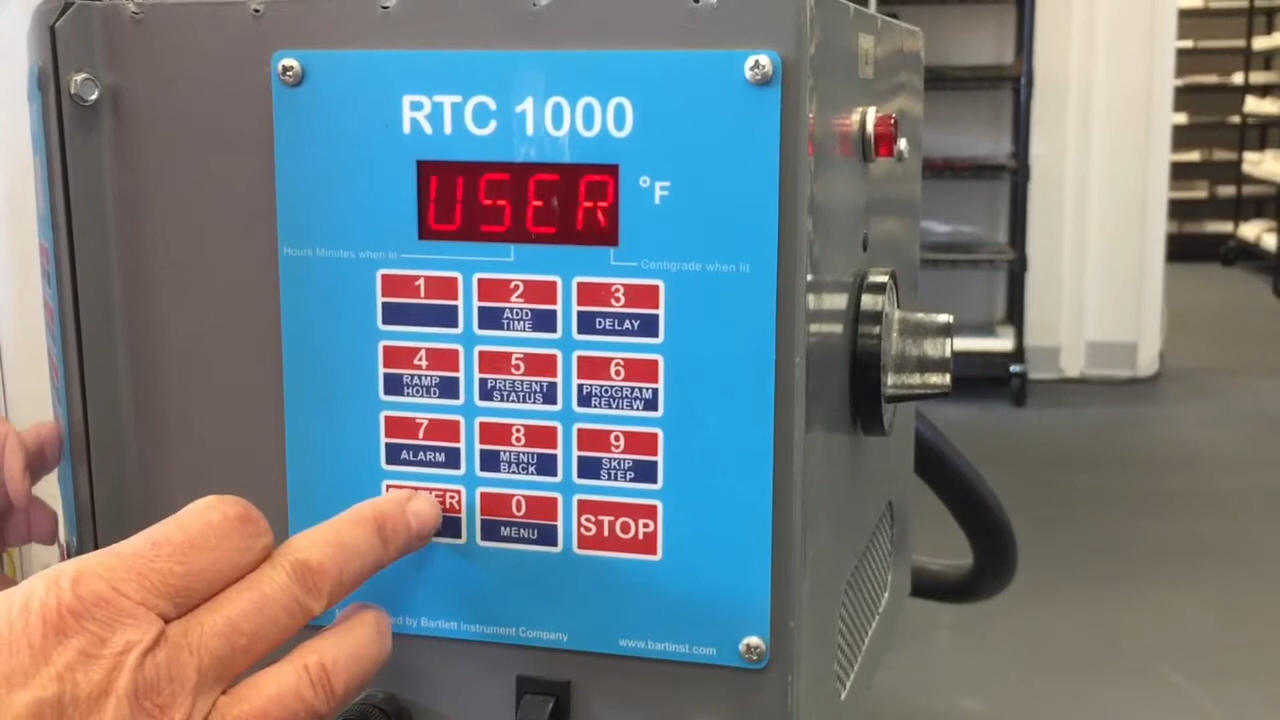 RTC 1000
USER
°F
Hours Minutes when lit
Centigrade when lit
1
2
ADD
TIME
3
DELAY
4
RAMP
HOLD
5
PRESENT
STATUS
6
PROGRAM
REVIEW
7
ALARM
8
MENU
BACK
9
SKIP
STEP
ENTER
0
MENU
STOP
by Bartlett Instrument Company
www.bartinst.com